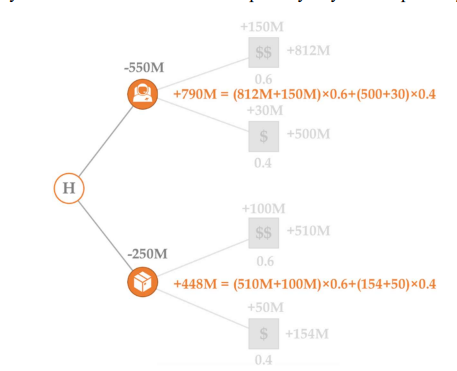 +150M
$$ +812M
-550M
0.6
+790M = (812M+150M)×0.6+(500+30)×0.4
+30M
$ +500M
0.4
H
+100M
$$ +510M
-250M
0.6
+448M = (510M+100M)×0.6+(154+50)×0.4
+50M
$ +154M
0.4